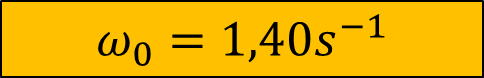 ω₀ = 1,40s⁻¹